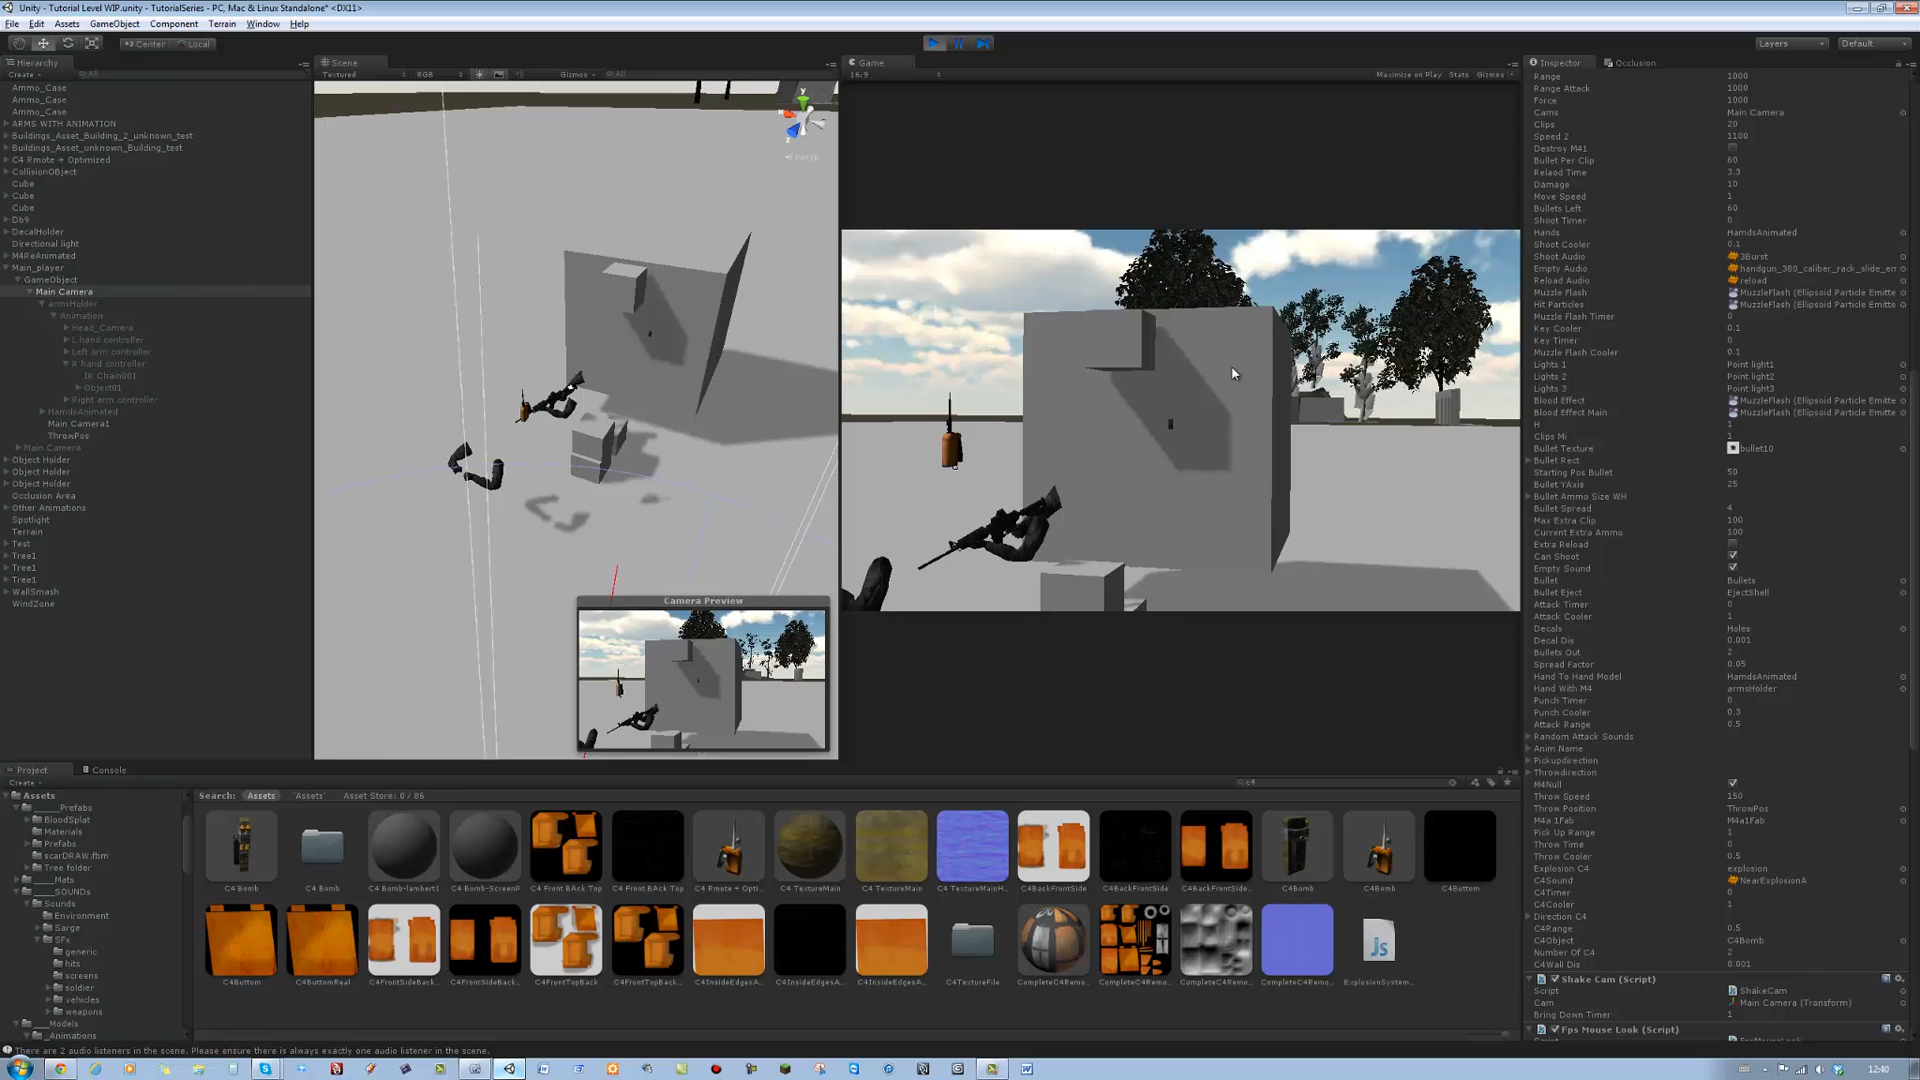 Unity - Tutorial Level WIP.unity - TutorialSeries - PC, Mac & Linux Standalone* <DX11>
File Edit Assets GameObject Component Terrain Window Help
Center Local
Layers Default
Hierarchy
Create All
Ammo_Case
Ammo_Case
Ammo_Case
ARMS WITH ANIMATION
Buildings_Asset_Building_2_unknown_test
Buildings_Asset_unknown_Building_test
C4 Rmote + Optimized
CollisionOBject
Cube
Cube
Cube
Db9
DecalHolder
Directional light
M4ReAnimated
Main_player
GameObject
Main Camera
armsHolder
Animation
Head_Camera
L hand controller
Left arm controller
R hand controller
IK Chain001
Object01
Right arm controller
HamdsAnimated
Main Camera1
ThrowPos
Main Camera
Object Holder
Object Holder
Object Holder
Occlusion Area
Other Animations
Spotlight
Terrain
Test
Tree1
Tree1
Tree1
WallSmash
WindZone
Scene
Textured RGB Gizmos All
y
x
z
Persp
Camera Preview
Game
16:9 Maximize on Play Stats Gizmos
Inspector Occlusion
Range 1000
Range Attack 1000
Force 1000
Cams Main Camera
Clips 20
Speed 2 1100
Destroy M41
Bullet Per Clip 60
Relaod Time 3.3
Damage 10
Move Speed 1
Bullets Left 60
Shoot Timer 0
Hands HamdsAnimated
Shoot Cooler 0.1
Shoot Audio 3Burst
Empty Audio handgun_380_caliber_rack_slide_em
Reload Audio reload
Muzzle Flash MuzzleFlash (Ellipsoid Particle Emitte
Hit Particles MuzzleFlash (Ellipsoid Particle Emitte
Muzzle Flash Timer 0
Key Cooler 0.1
Key Timer 0
Muzzle Flash Cooler 0.1
Lights 1 Point light1
Lights 2 Point light2
Lights 3 Point light3
Blood Effect MuzzleFlash (Ellipsoid Particle Emitte
Blood Effect Main MuzzleFlash (Ellipsoid Particle Emitte
H 1
Clips Mi 1
Bullet Texture bullet10
Bullet Rect
Starting Pos Bullet 50
Bullet YAxis 25
Bullet Ammo Size WH
Bullet Spread 4
Max Extra Clip 100
Current Extra Ammo 100
Extra Reload
Can Shoot
Empty Sound
Bullet Bullets
Bullet Eject EjectShell
Attack Timer 0
Attack Cooler 1
Decals Holes
Decal Dis 0.001
Bullets Out 2
Spread Factor 0.05
Hand To Hand Model HamdsAnimated
Hand With M4 armsHolder
Punch Timer 0
Punch Cooler 0.3
Attack Range 0.5
Random Attack Sounds
Anim Name
Pickupdirection
Throwdirection
M4Null
Throw Speed 150
Throw Position ThrowPos
M4a 1Fab M4a1Fab
Pick Up Range 1
Throw Time 0
Throw Cooler 0.5
Explosion C4 explosion
C4Sound NearExplosionA
C4Timer 0
C4Cooler 1
Direction C4
C4Range 0.5
C4Object C4Bomb
Number Of C4 2
C4Wall Dis 0.001
Shake Cam (Script)
Script ShakeCam
Cam Main Camera (Transform)
Bring Down Timer 1
Fps Mouse Look (Script)
Project Console
Create c4
Assets
_____Prefabs
BloodSplat
Materials
Prefabs
scarDRAW.fbm
Tree folder
____Mats
____SOUNDs
Sounds
Environment
Sarge
SFx
generic
hits
screens
soldier
vehicles
weapons
___Models
_Animations
Search: Assets 'Assets' Asset Store: 0 / 86
C4 Bomb C4 Bomb C4 Bomb-lambert1 C4 Bomb-ScreenP C4 Front BAck Top C4 Front BAck Top C4 Rmote + Opti... C4 TextureMain C4 TextureMain C4 TextureMainH... C4BackFrontSide C4BackFrontSide C4BackFrontSide... C4Bomb C4Bomb C4Buttom
C4Buttom C4ButtomReal C4FrontSideBack... C4FrontSideBack... C4FrontTopBack C4FrontTopBack... C4InsideEdgesA... C4InsideEdgesA... C4InsideEdgesA... C4TextureFile CompleteC4Remo... CompleteC4Remo... CompleteC4Remo... CompleteC4Remo... ExplosionSystem...
There are 2 audio listeners in the scene. Please ensure there is always exactly one audio listener in the scene.
12:40